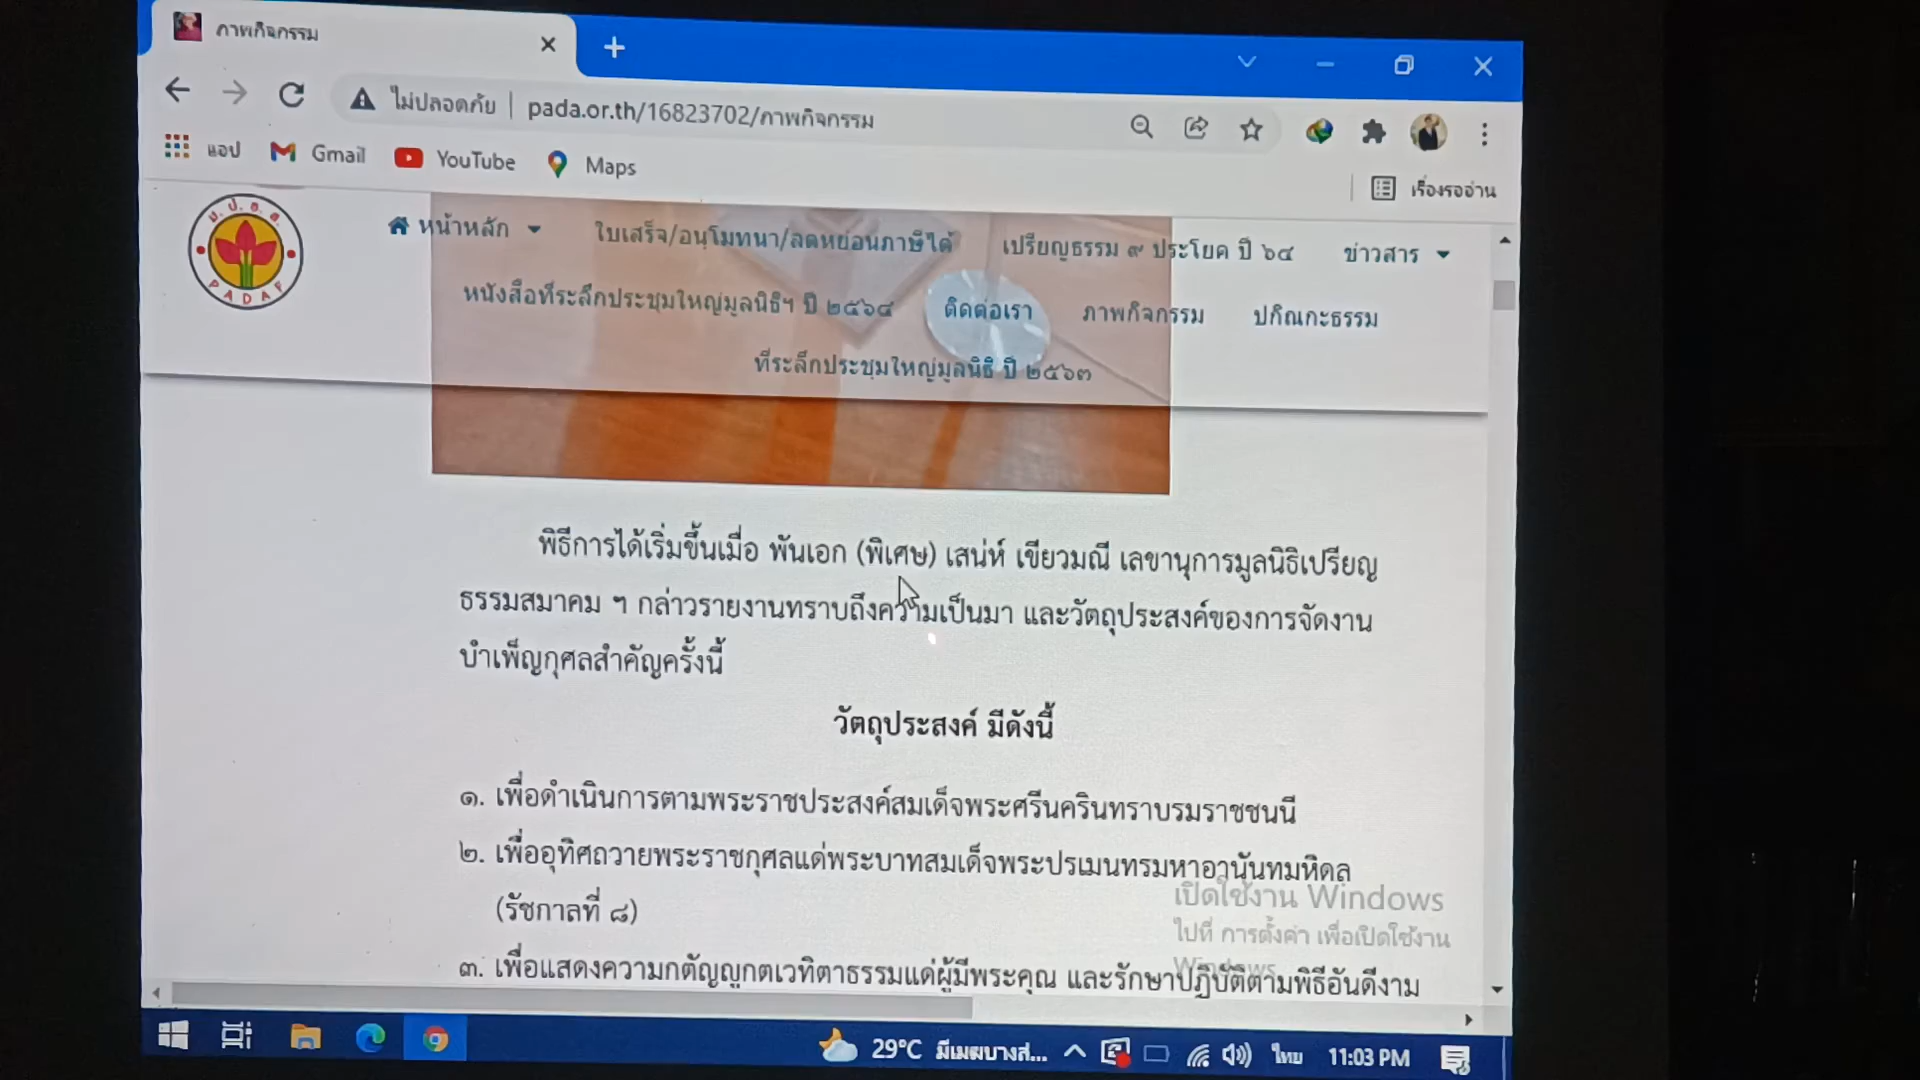 ภาพกิจกรรม
ไม่ปลอดภัย | pada.or.th/16823702/ภาพกิจกรรม
แอป Gmail YouTube Maps
เรื่องรออ่าน
ม.ป.ธ.ส
PADAF
หน้าหลัก ใบเสร็จ/อนุโมทนา/ลดหย่อนภาษีได้ เปรียญธรรม ๙ ประโยค ปี ๖๔ ข่าวสาร
หนังสือที่ระลึกประชุมใหญ่มูลนิธิฯ ปี ๒๕๖๔ ติดต่อเรา ภาพกิจกรรม ปกิณกะธรรม
ที่ระลึกประชุมใหญ่มูลนิธิ ปี ๒๕๖๓
พิธีการได้เริ่มขึ้นเมื่อ พันเอก (พิเศษ) เสน่ห์ เขียวมณี เลขานุการมูลนิธิเปรียญ
ธรรมสมาคม ฯ กล่าวรายงานทราบถึงความเป็นมา และวัตถุประสงค์ของการจัดงาน
บำเพ็ญกุศลสำคัญครั้งนี้
วัตถุประสงค์ มีดังนี้
๑. เพื่อดำเนินการตามพระราชประสงค์สมเด็จพระศรีนครินทราบรมราชชนนี
๒. เพื่ออุทิศถวายพระราชกุศลแด่พระบาทสมเด็จพระปรเมนทรมหาอานันทมหิดล
(รัชกาลที่ ๘)
เปิดใช้งาน Windows
ไปที่ การตั้งค่า เพื่อเปิดใช้งาน
Windows
๓. เพื่อแสดงความกตัญญูกตเวทิตาธรรมแด่ผู้มีพระคุณ และรักษาปฏิบัติตามพิธีอันดีงาม
29°C มีเมฆบางส่... ไทย 11:03 PM